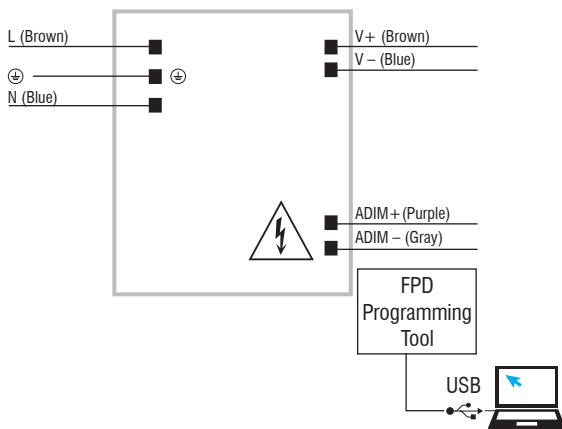 L (Brown)
N (Blue)
V+ (Brown)
V – (Blue)
ADIM+(Purple)
ADIM – (Gray)
FPD
Programming
Tool
USB